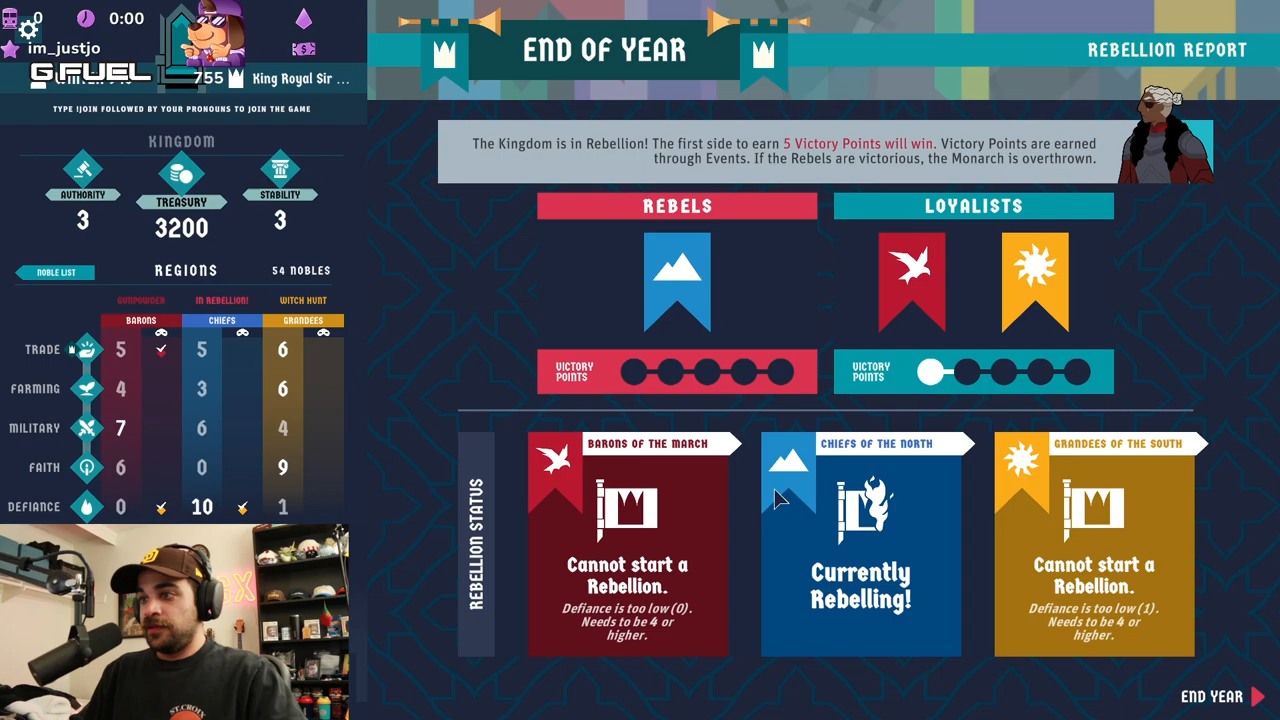 0
0:00
im_justjo
G FUEL
755
King Royal Sir ...
TYPE !JOIN FOLLOWED BY YOUR PRONOUNS TO JOIN THE GAME
KINGDOM
AUTHORITY
TREASURY
STABILITY
3
3200
3
NOBLE LIST
REGIONS
54 NOBLES
GUNPOWDER
IN REBELLION!
WITCH HUNT
BARONS
CHIEFS
GRANDEES
TRADE 5 5 6
FARMING 4 3 6
MILITARY 7 6 4
FAITH 6 0 9
DEFIANCE 0 10 1
ST.CROIX
END OF YEAR
REBELLION REPORT
The Kingdom is in Rebellion! The first side to earn 5 Victory Points will win. Victory Points are earned
through Events. If the Rebels are victorious, the Monarch is overthrown.
REBELS
LOYALISTS
VICTORY
POINTS
VICTORY
POINTS
REBELLION STATUS
BARONS OF THE MARCH
Cannot start a
Rebellion.
Defiance is too low (0).
Needs to be 4 or
higher.
CHIEFS OF THE NORTH
Currently
Rebelling!
GRANDEES OF THE SOUTH
Cannot start a
Rebellion.
Defiance is too low (1).
Needs to be 4 or
higher.
END YEAR